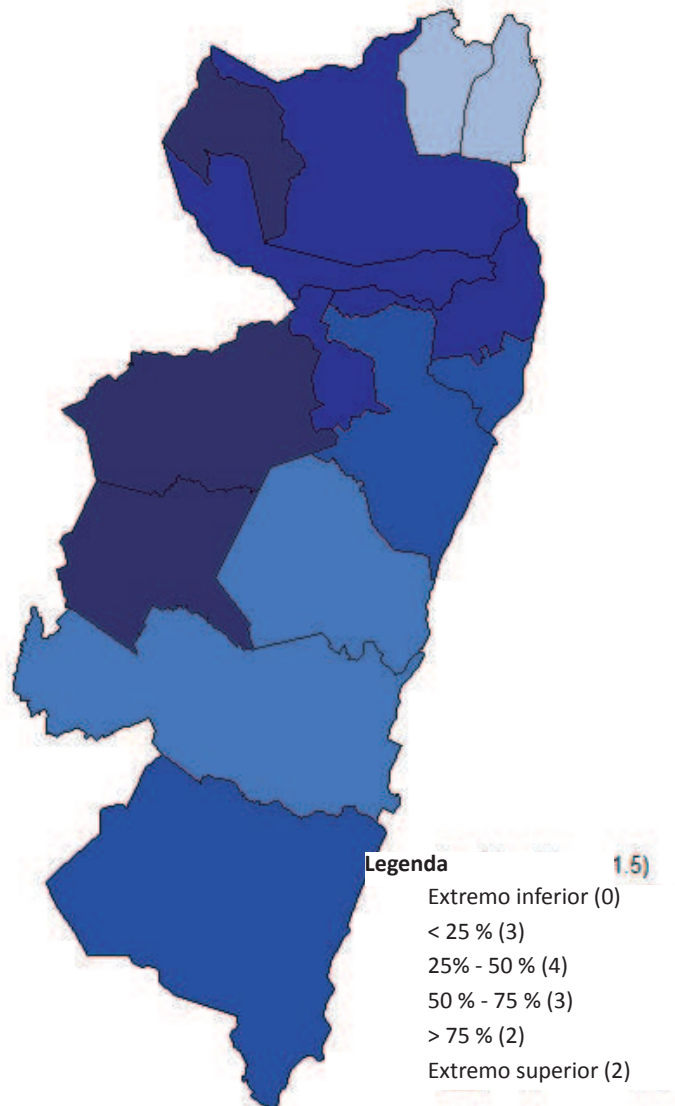 Legenda 1.5)
Extremo inferior (0)
< 25 % (3)
25% - 50 % (4)
50 % - 75 % (3)
> 75 % (2)
Extremo superior (2)